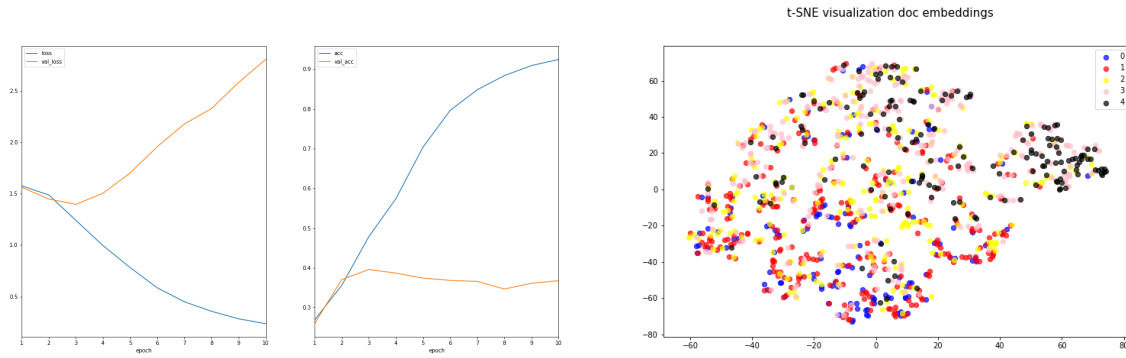 t-SNE visualization doc embeddings
loss
val_loss
2.5
2.0
1.5
1.0
0.5
1 2 3 4 5 6 7 8 9 10
epoch
acc
val_acc
0.9
0.8
0.7
0.6
0.5
0.4
0.3
1 2 3 4 5 6 7 8 9 10
epoch
0
1
2
3
4
60
40
20
0
−20
−40
−60
−80
−60 −40 −20 0 20 40 60 80